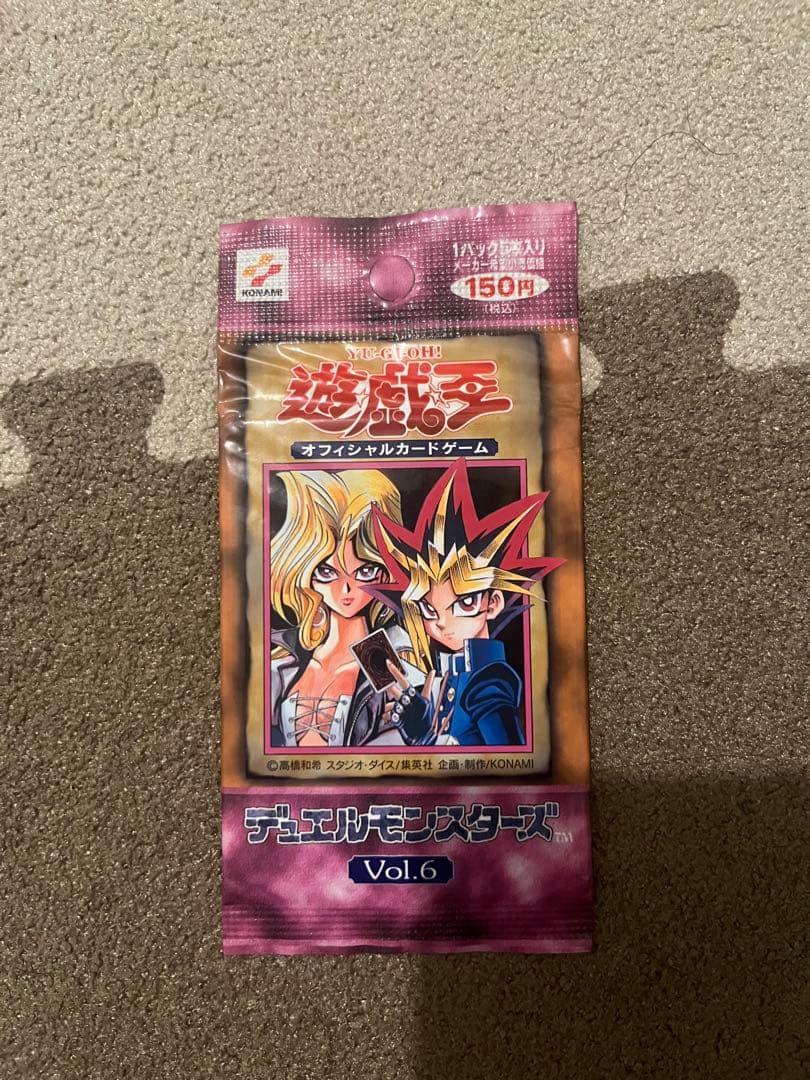 KONAMI
1パック5枚入り
メーカー希望小売価格
150円
(税込)
YU-GI-OH!
遊☆戯☆王
オフィシャルカードゲーム
©高橋和希 スタジオ・ダイス/集英社 企画・制作/KONAMI
デュエルモンスターズ™
Vol.6